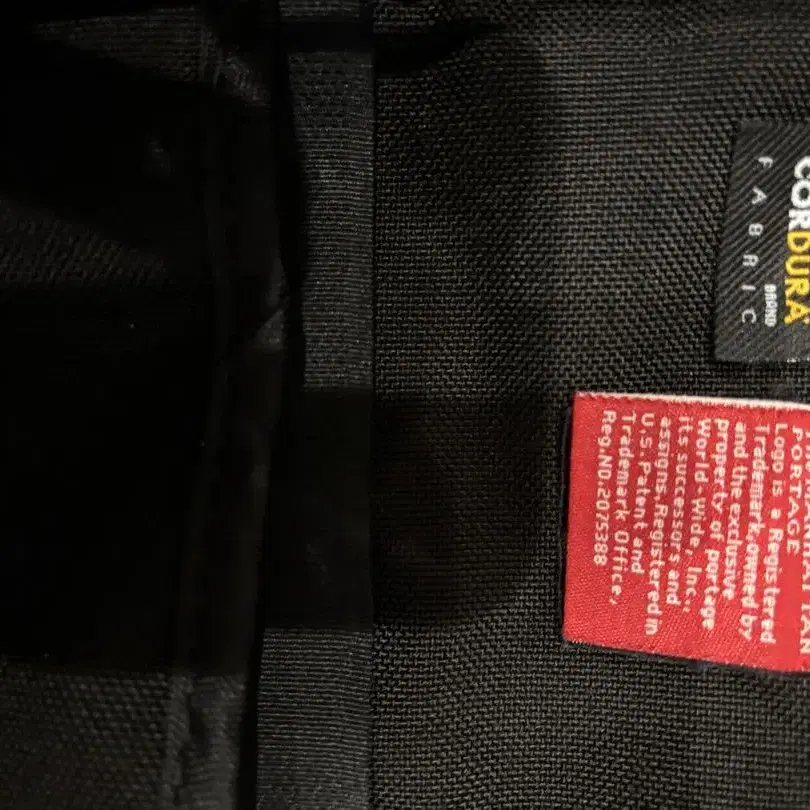 CORDURA
BRAND
FABRIC
PORTAGE
Logo is a Registered
Trademark,owned by
and the exclusive
property of portage
world-wide, Inc.,
its successors and
assigns.Registered in
U.S.Patent and
Trademark Office,
Reg.NO.2075388